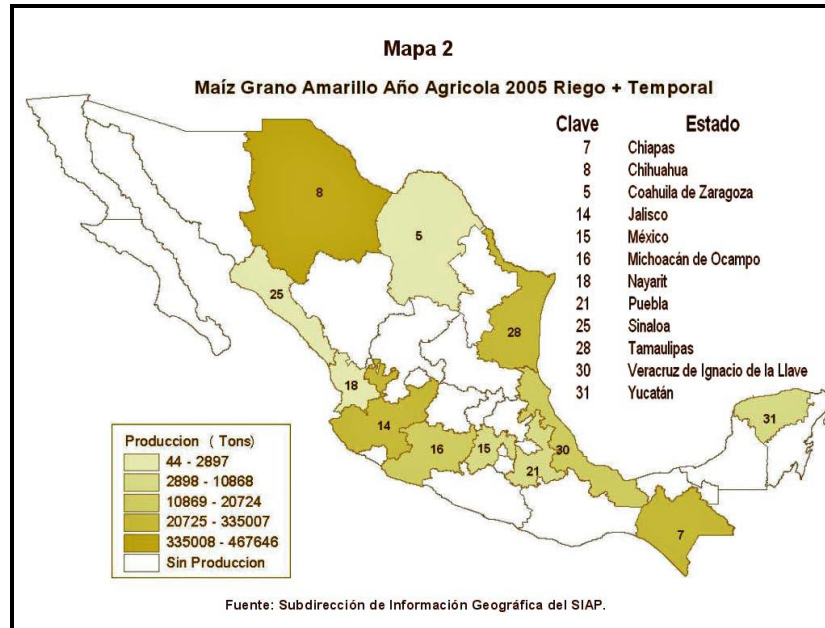 Mapa 2
Maíz Grano Amarillo Año Agricola 2005 Riego + Temporal
Clave Estado
7 Chiapas
8 Chihuahua
5 Coahuila de Zaragoza
14 Jalisco
15 México
16 Michoacán de Ocampo
18 Nayarit
21 Puebla
25 Sinaloa
28 Tamaulipas
30 Veracruz de Ignacio de la Llave
31 Yucatán
8
5
25
28
18
31
14
16
15
30
21
7
Produccion ( Tons)
44 - 2897
2898 - 10868
10869 - 20724
20725 - 335007
335008 - 467646
Sin Produccion
Fuente: Subdirección de Información Geográfica del SIAP.